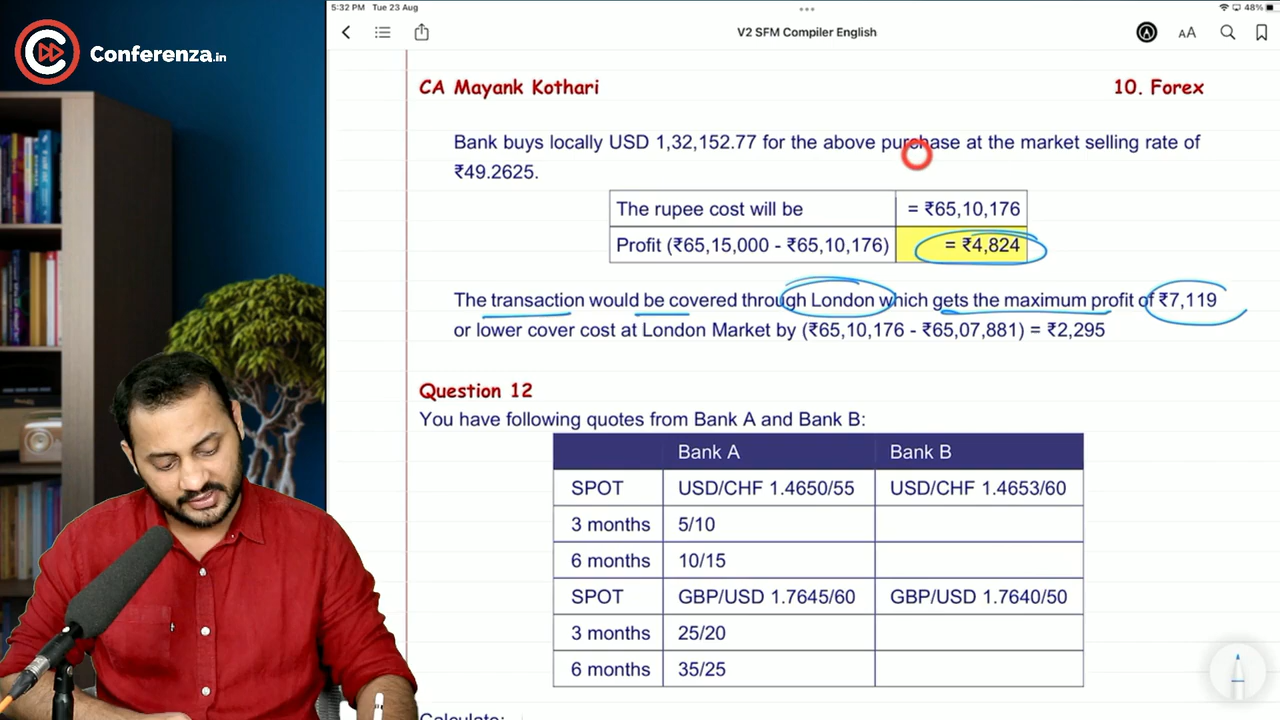 5:32 PM Tue 23 Aug
48%
Conferenza.in
V2 SFM Compiler English
AA
CA Mayank Kothari
10. Forex
Bank buys locally USD 1,32,152.77 for the above purchase at the market selling rate of
₹49.2625.
The rupee cost will be = ₹65,10,176
Profit (₹65,15,000 - ₹65,10,176) = ₹4,824
The transaction would be covered through London which gets the maximum profit of ₹7,119
or lower cover cost at London Market by (₹65,10,176 - ₹65,07,881) = ₹2,295
Question 12
You have following quotes from Bank A and Bank B:
Bank A Bank B
SPOT USD/CHF 1.4650/55 USD/CHF 1.4653/60
3 months 5/10
6 months 10/15
SPOT GBP/USD 1.7645/60 GBP/USD 1.7640/50
3 months 25/20
6 months 35/25
Calculate: